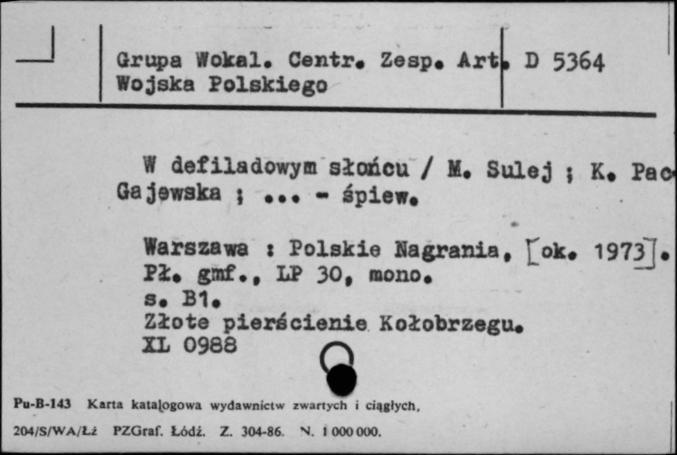 Grupa Wokal. Centr. Zesp. Art. D 5364
Wojska Polskiego
W defiladowym słońcu / M. Sulej ; K. Pac-
Gajewska ; ... - śpiew.
Warszawa : Polskie Nagrania, [ok. 1973].
Pł. gmf., LP 30, mono.
s. B1.
Złote pierścienie Kołobrzegu.
XL 0988
Pu-B-143 Karta katalogowa wydawnictw zwartych i ciągłych,
204/S/WA/Łź PZGraf. Łódź. Z. 304-86. N. 1 000 000.